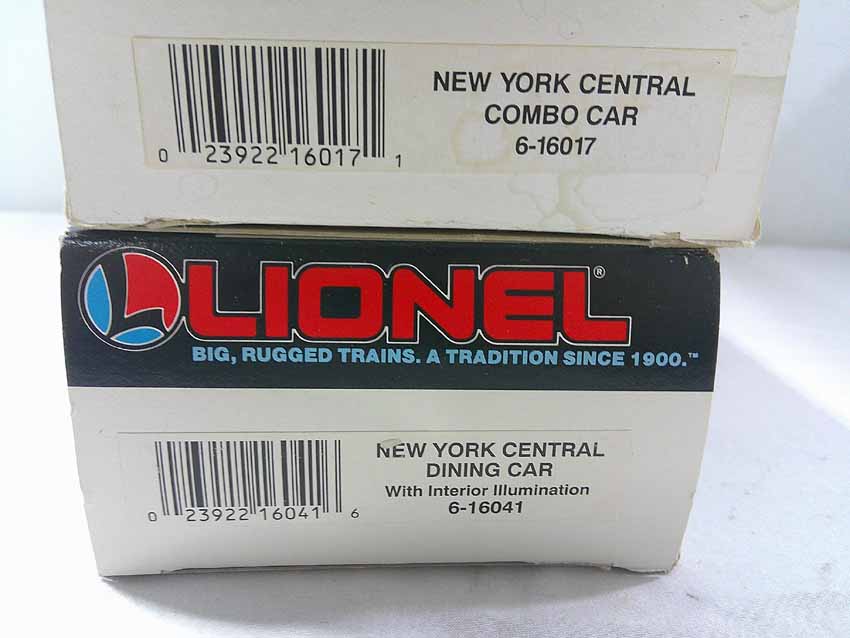 NEW YORK CENTRAL
COMBO CAR
6-16017
0 23922 16017 1
LIONEL®
BIG, RUGGED TRAINS. A TRADITION SINCE 1900.™
NEW YORK CENTRAL
DINING CAR
With Interior Illumination
6-16041
0 23922 16041 6